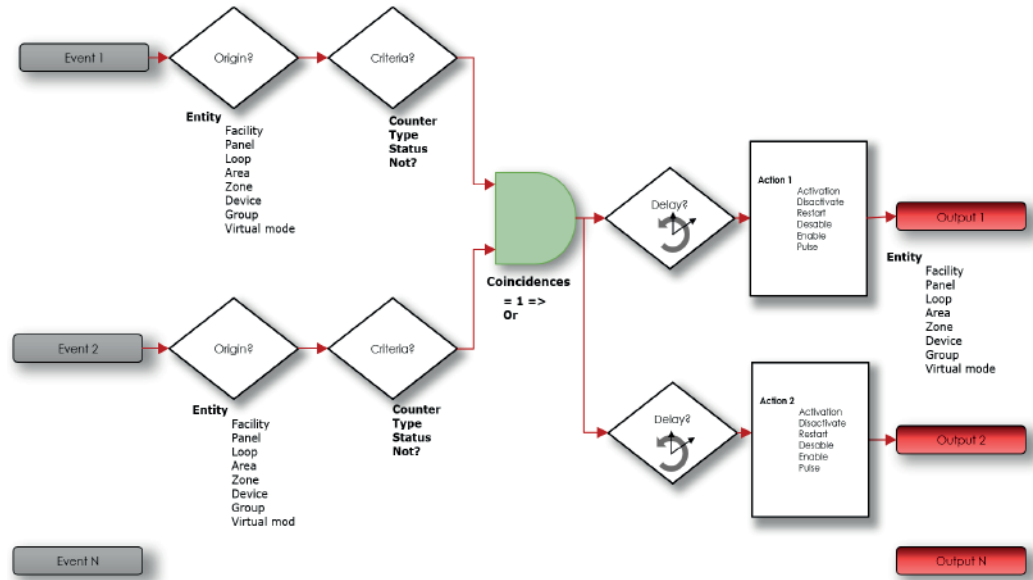 Event 1
Origin?
Criteria?
Entity
Facility
Panel
Loop
Area
Zone
Device
Group
Virtual mode
Counter
Type
Status
Not?
Coincidences
= 1 =>
Or
Delay?
Action 1
Activation
Disactivate
Restart
Desable
Enable
Pulse
Output 1
Entity
Facility
Panel
Loop
Area
Zone
Device
Group
Virtual mode
Event 2
Origin?
Criteria?
Entity
Facility
Panel
Loop
Area
Zone
Device
Group
Virtual mod
Counter
Type
Status
Not?
Delay?
Action 2
Activation
Disactivate
Restart
Desable
Enable
Pulse
Output 2
Event N
Output N